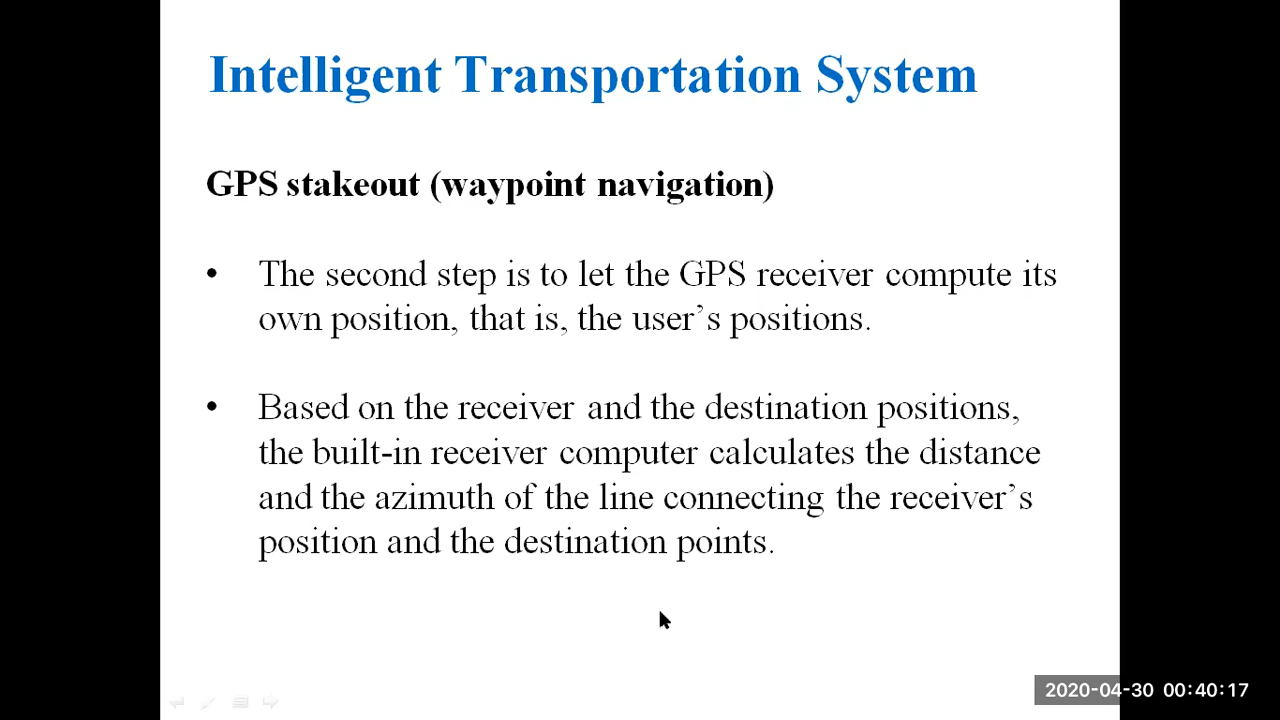 Intelligent Transportation System
GPS stakeout (waypoint navigation)
• The second step is to let the GPS receiver compute its
own position, that is, the user’s positions.
• Based on the receiver and the destination positions,
the built-in receiver computer calculates the distance
and the azimuth of the line connecting the receiver’s
position and the destination points.
2020-04-30 00:40:17